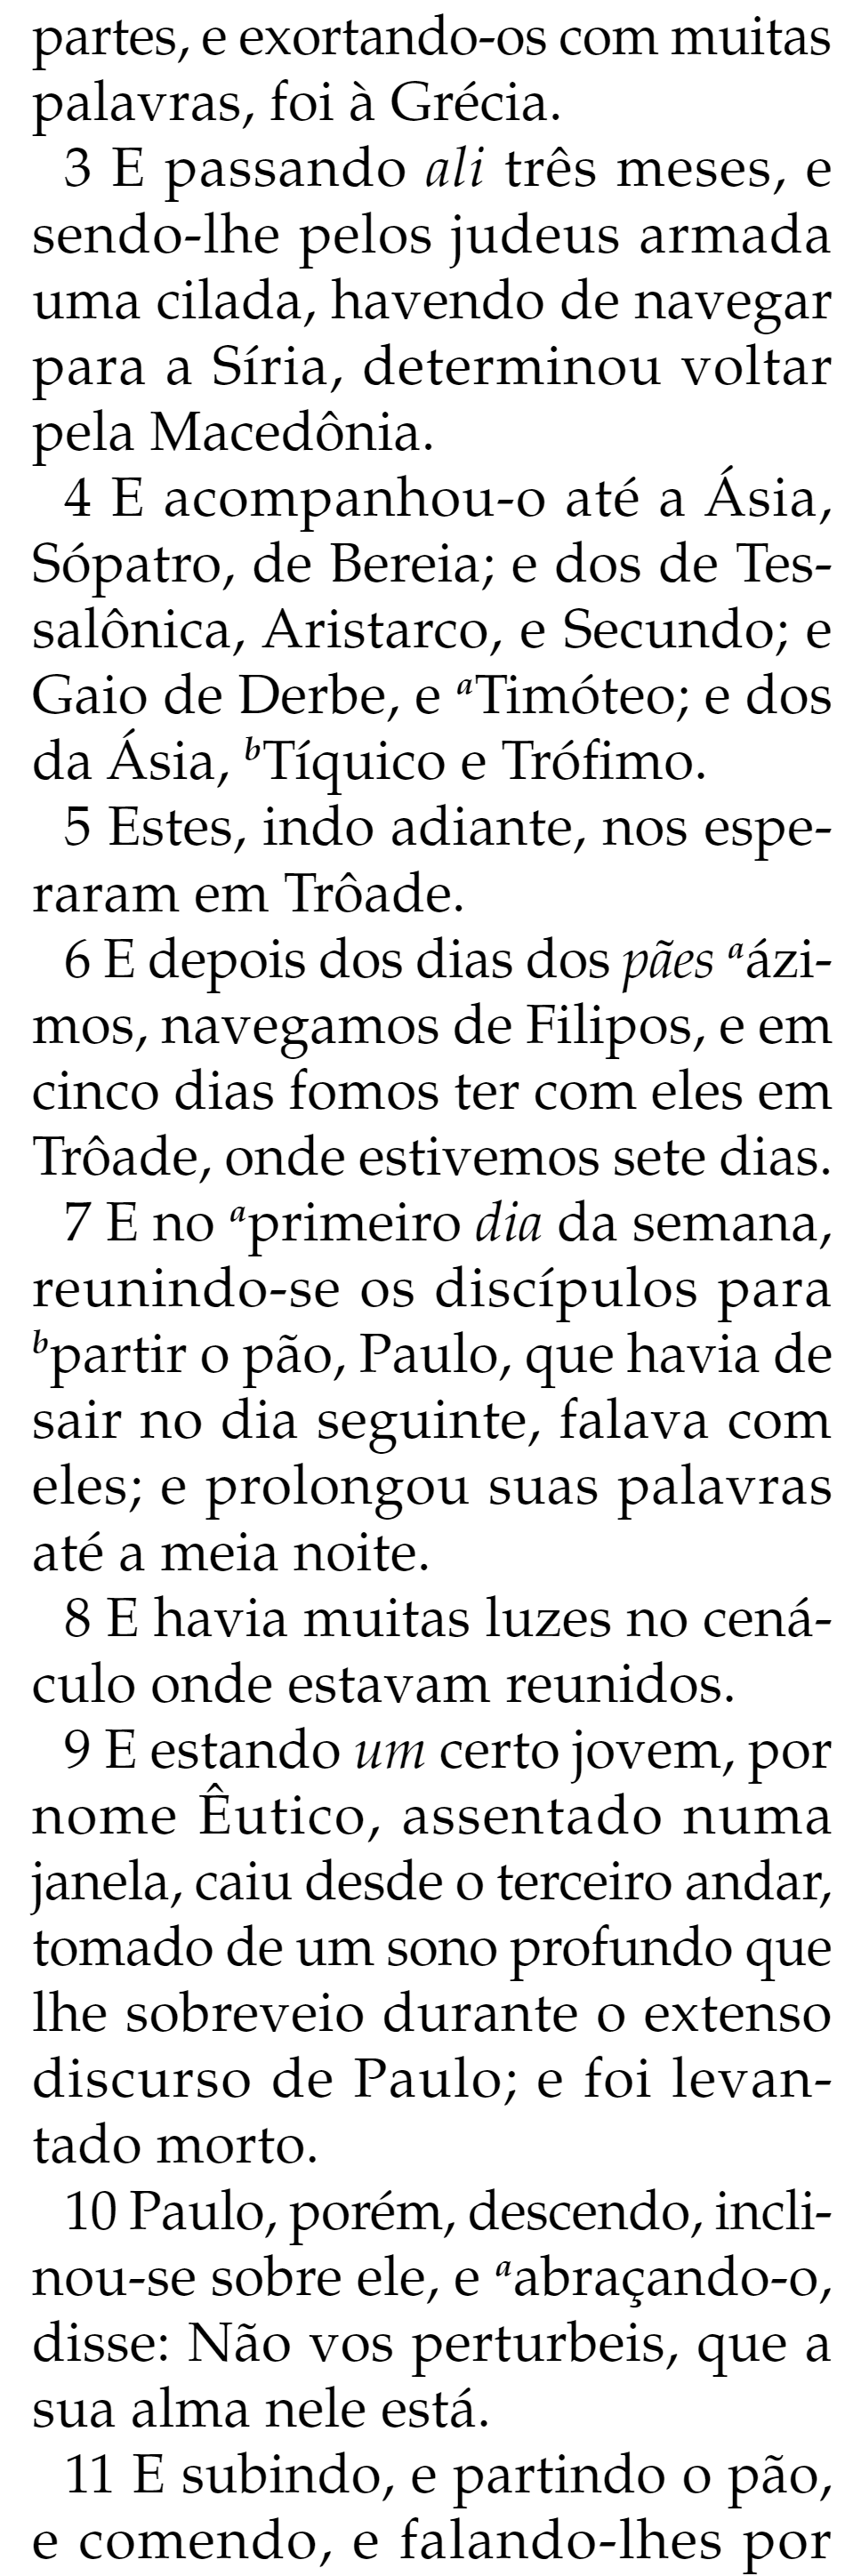 partes, e exortando-os com muitas
palavras, foi à Grécia.
3 E passando ali três meses, e
sendo-lhe pelos judeus armada
uma cilada, havendo de navegar
para a Síria, determinou voltar
pela Macedônia.
4 E acompanhou-o até a Ásia,
Sópatro, de Bereia; e dos de Tes-
salônica, Aristarco, e Secundo; e
Gaio de Derbe, e aTimóteo; e dos
da Ásia, bTíquico e Trófimo.
5 Estes, indo adiante, nos espe-
raram em Trôade.
6 E depois dos dias dos pães aázi-
mos, navegamos de Filipos, e em
cinco dias fomos ter com eles em
Trôade, onde estivemos sete dias.
7 E no aprimeiro dia da semana,
reunindo-se os discípulos para
bpartir o pão, Paulo, que havia de
sair no dia seguinte, falava com
eles; e prolongou suas palavras
até a meia noite.
8 E havia muitas luzes no cená-
culo onde estavam reunidos.
9 E estando um certo jovem, por
nome Êutico, assentado numa
janela, caiu desde o terceiro andar,
tomado de um sono profundo que
lhe sobreveio durante o extenso
discurso de Paulo; e foi levan-
tado morto.
10 Paulo, porém, descendo, incli-
nou-se sobre ele, e aabraçando-o,
disse: Não vos perturbeis, que a
sua alma nele está.
11 E subindo, e partindo o pão,
e comendo, e falando-lhes por